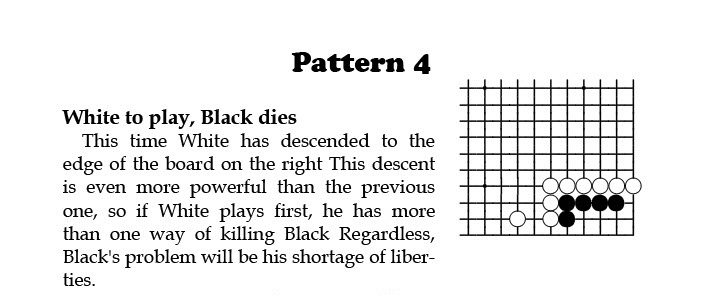 Pattern 4
White to play, Black dies
This time White has descended to the
edge of the board on the right This descent
is even more powerful than the previous
one, so if White plays first, he has more
than one way of killing Black Regardless,
Black's problem will be his shortage of liber-
ties.